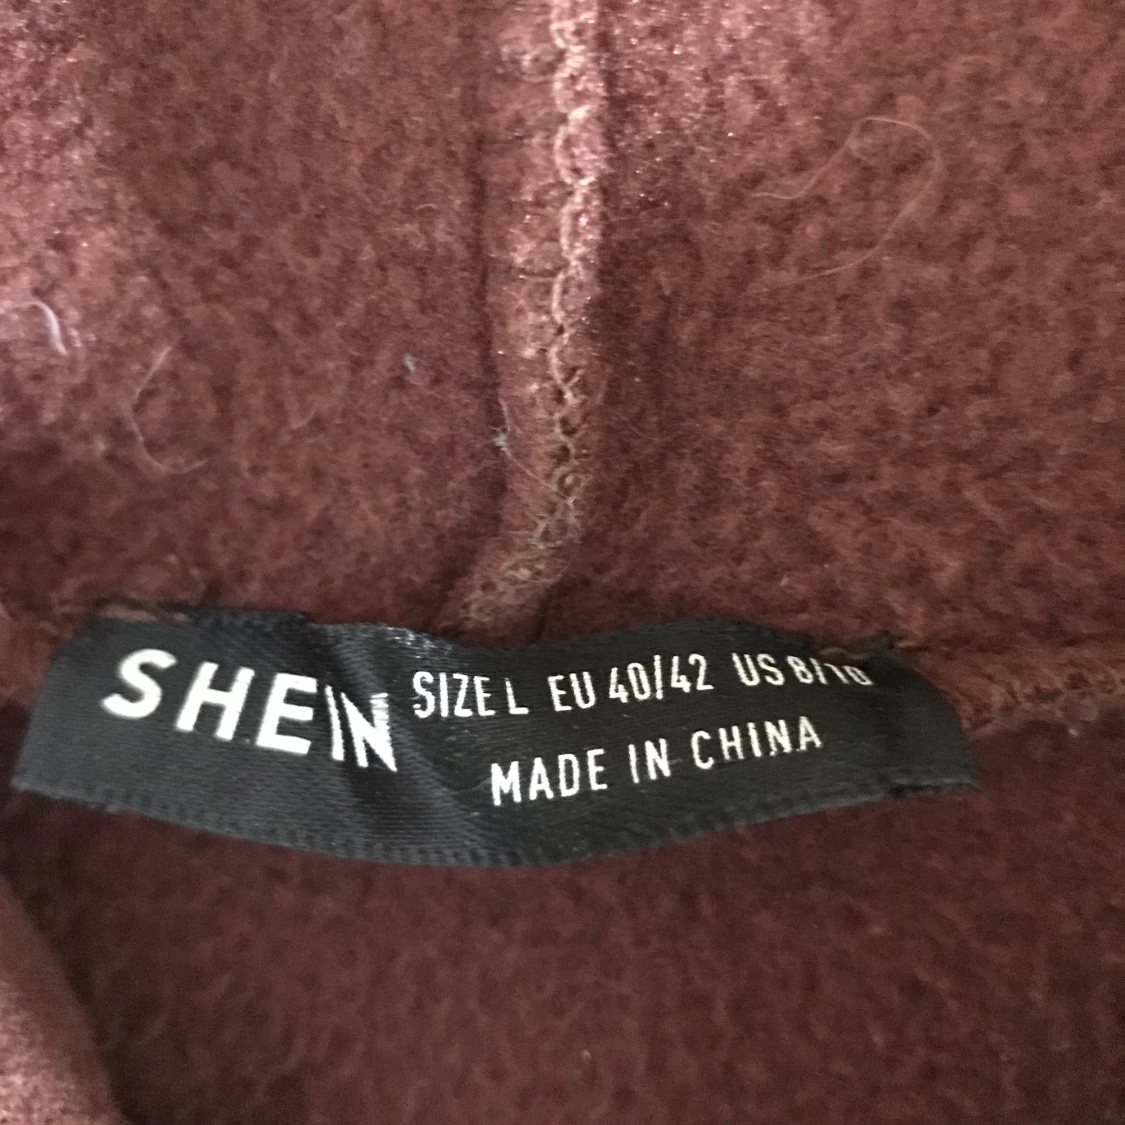 SHEIN SIZE L EU 40/42 US 8/10
MADE IN CHINA